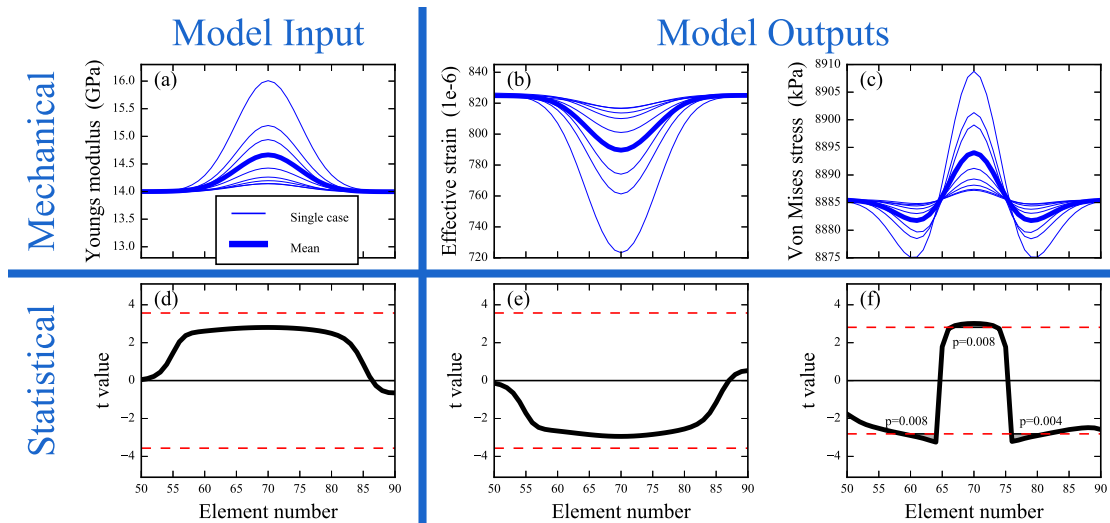 Model Input
Model Outputs
Mechanical
(a)
Youngs modulus (GPa)
16.0
15.5
15.0
14.5
14.0
13.5
13.0
Single case
Mean
(b)
Effective strain (1e-6)
840
820
800
780
760
740
720
(c)
Von Mises stress (kPa)
8910
8905
8900
8895
8890
8885
8880
8875
Statistical
(d)
t value
4
2
0
−2
−4
50 55 60 65 70 75 80 85 90
Element number
(e)
t value
4
2
0
−2
−4
50 55 60 65 70 75 80 85 90
Element number
(f)
t value
4
2
0
−2
−4
p=0.008
p=0.008
p=0.004
50 55 60 65 70 75 80 85 90
Element number